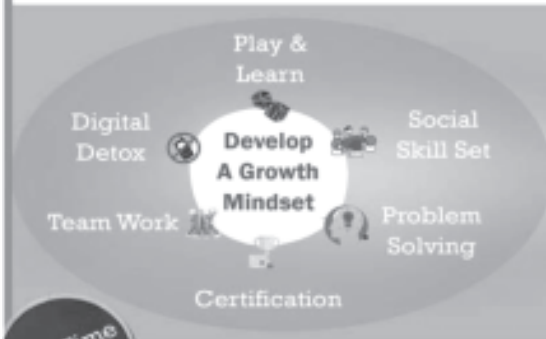 Play &
Learn
Digital
Detox
Social
Skill Set
Develop
A Growth
Mindset
Team Work
Problem
Solving
Certification